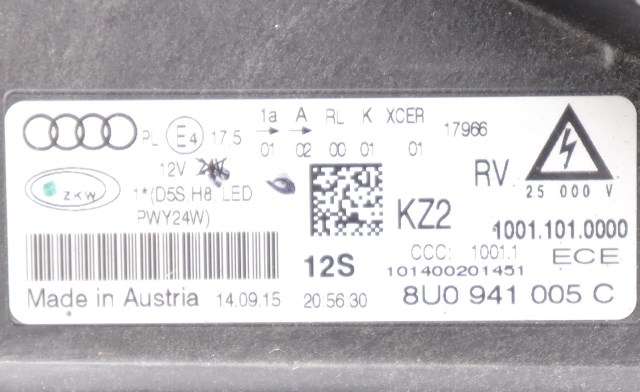 1a A RL K XCER
PL E4 17.5 01 02 00 01 01 17966
12V
ZKW 1*(D5S H8 LED
PWY24W)
RV
25 000 V
KZ2
1001.101.0000
CCC: 1001.1 ECE
12S 101400201451
Made in Austria 14.09.15 20 56 30 8U0 941 005 C